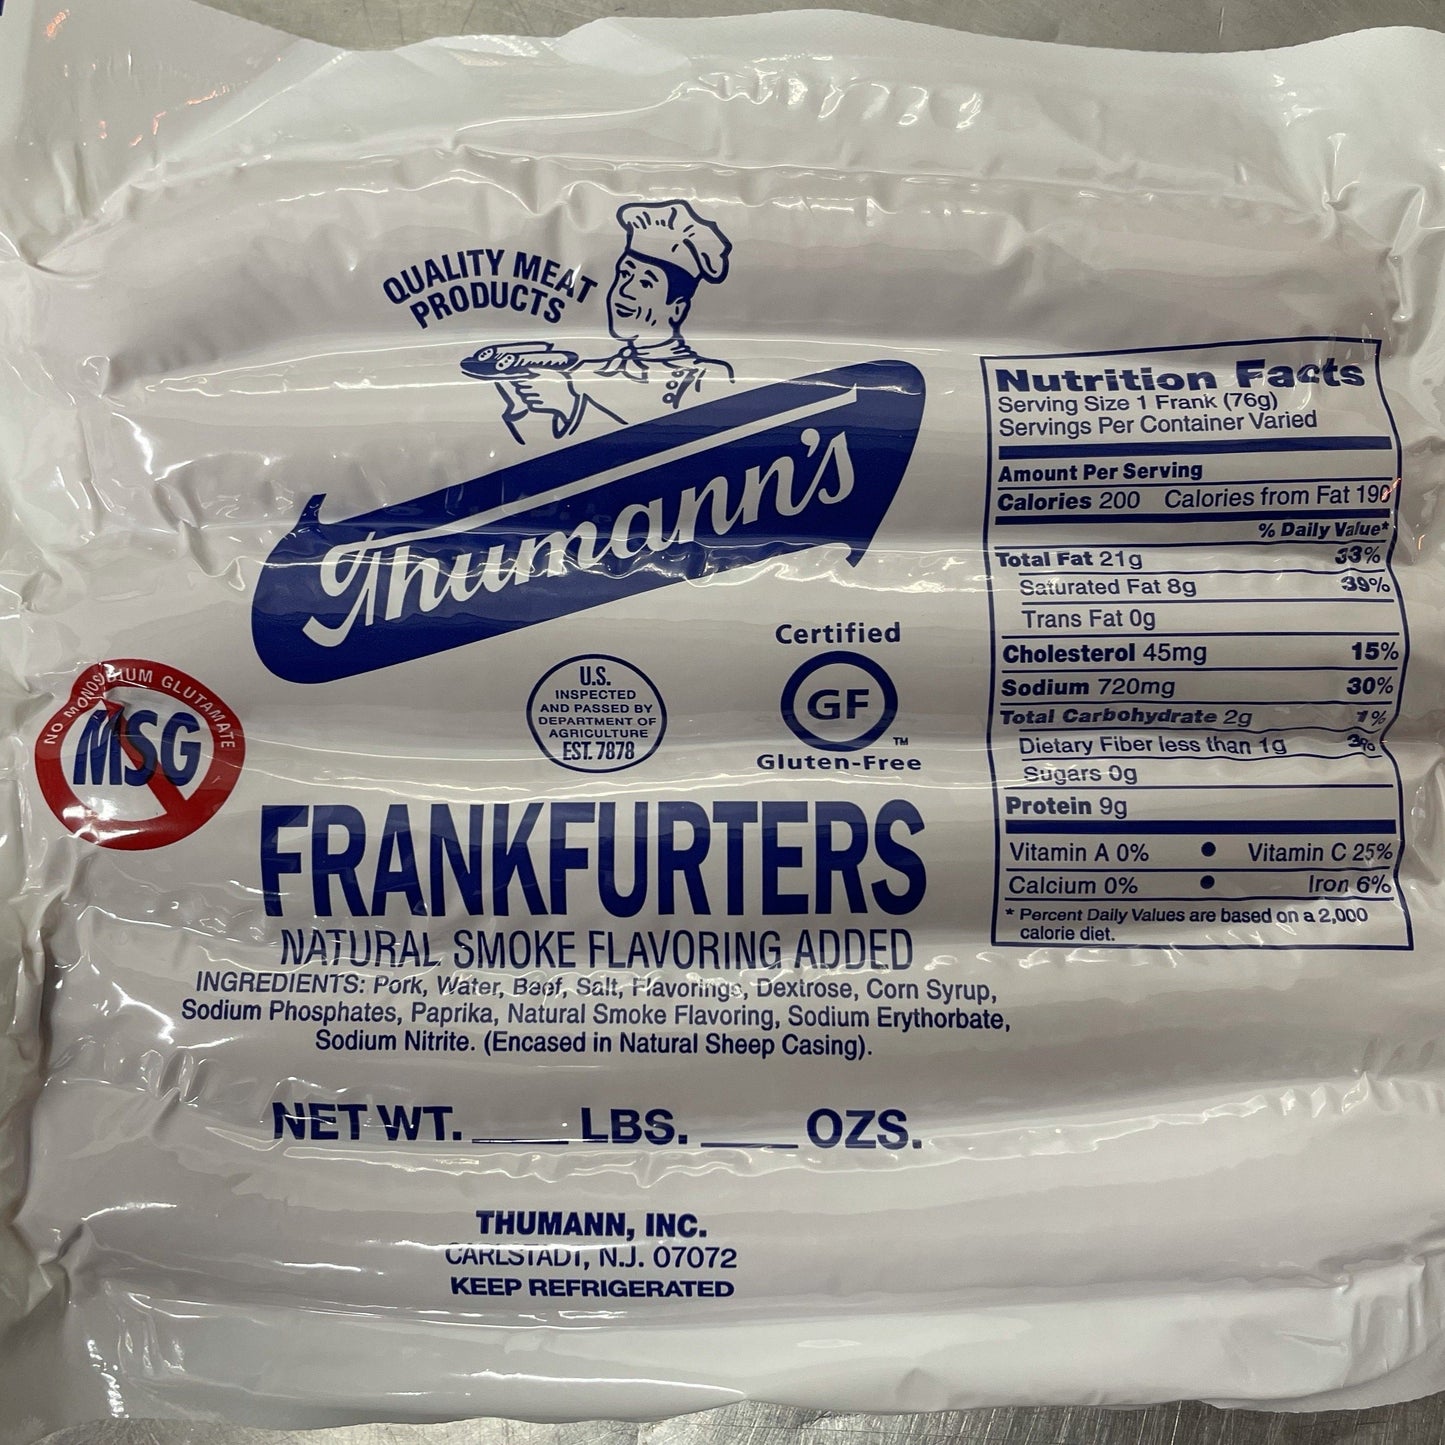 QUALITY MEAT
PRODUCTS
Thumann's
NO MONOSODIUM GLUTAMATE
MSG
U.S.
INSPECTED
AND PASSED BY
DEPARTMENT OF
AGRICULTURE
EST. 7878
Certified
GF
TM
Gluten-Free
FRANKFURTERS
NATURAL SMOKE FLAVORING ADDED
INGREDIENTS: Pork, Water, Beef, Salt, Flavorings, Dextrose, Corn Syrup,
Sodium Phosphates, Paprika, Natural Smoke Flavoring, Sodium Erythorbate,
Sodium Nitrite. (Encased in Natural Sheep Casing).
NET WT. ___ LBS. ___ OZS.
THUMANN, INC.
CARLSTADT, N.J. 07072
KEEP REFRIGERATED
Nutrition Facts
Serving Size 1 Frank (76g)
Servings Per Container Varied
Amount Per Serving
Calories 200 Calories from Fat 190
% Daily Value*
Total Fat 21g 33%
Saturated Fat 8g 39%
Trans Fat 0g
Cholesterol 45mg 15%
Sodium 720mg 30%
Total Carbohydrate 2g 1%
Dietary Fiber less than 1g 3%
Sugars 0g
Protein 9g
Vitamin A 0% • Vitamin C 25%
Calcium 0% • Iron 6%
* Percent Daily Values are based on a 2,000
calorie diet.